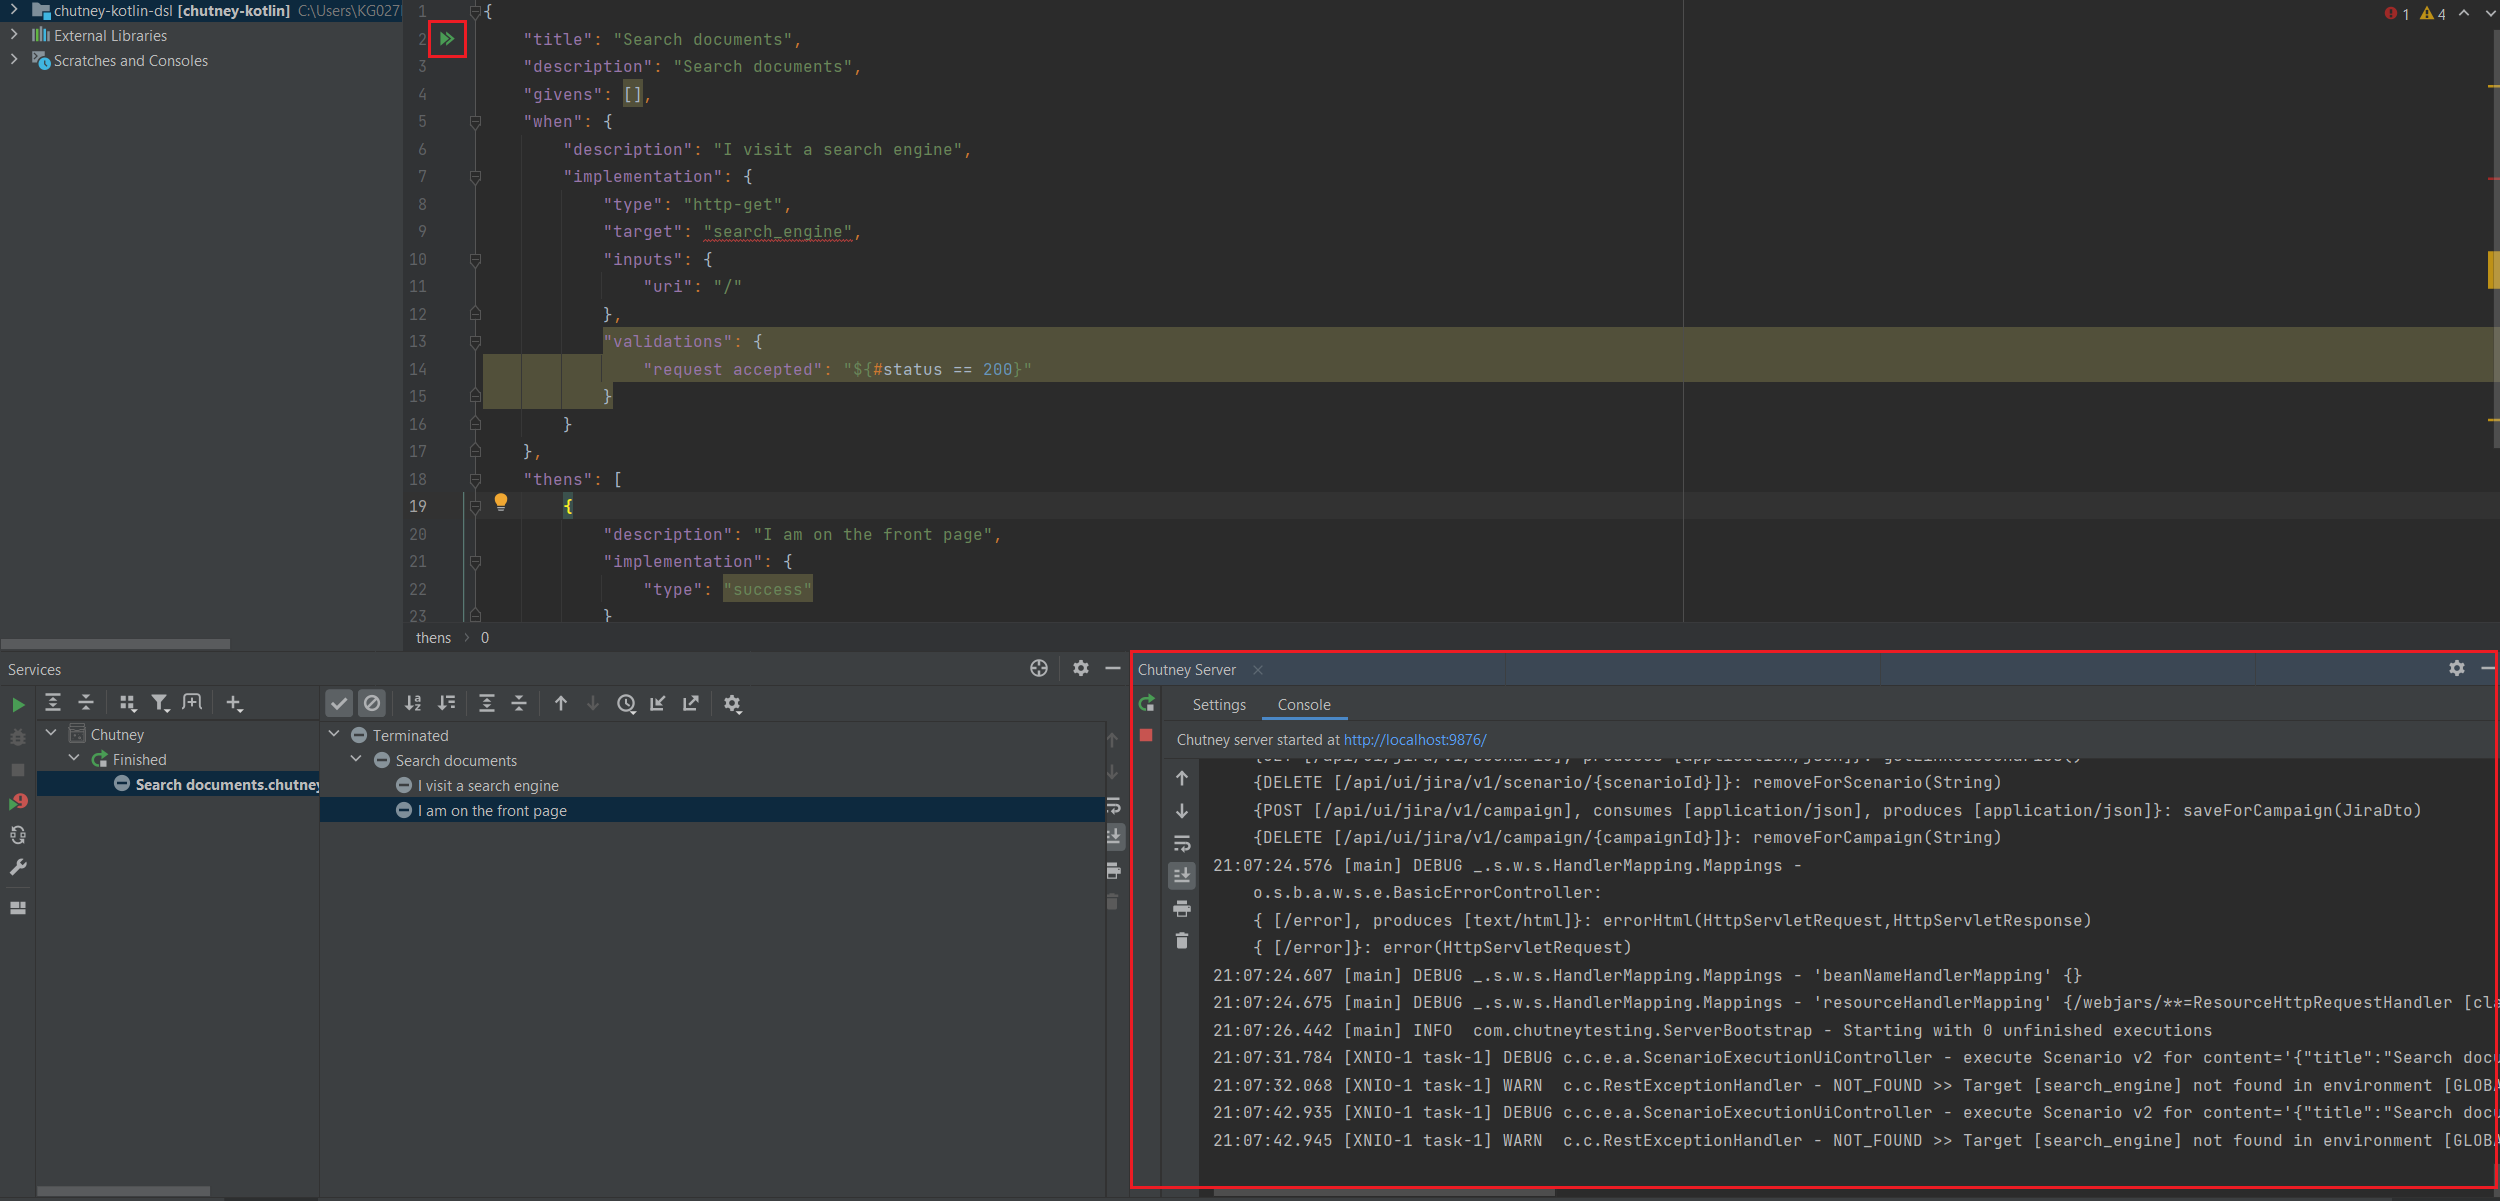 chutney-kotlin-dsl [chutney-kotlin] C:\Users\KG027
External Libraries
Scratches and Consoles
1 {
2 "title": "Search documents",
3 "description": "Search documents",
4 "givens": [],
5 "when": {
6 "description": "I visit a search engine",
7 "implementation": {
8 "type": "http-get",
9 "target": "search_engine",
10 "inputs": {
11 "uri": "/"
12 },
13 "validations": {
14 "request accepted": "${#status == 200}"
15 }
16 }
17 },
18 "thens": [
19 {
20 "description": "I am on the front page",
21 "implementation": {
22 "type": "success"
23 }
1 4
thens > 0
Services
Chutney
Finished
Search documents.chutney
Terminated
Search documents
I visit a search engine
I am on the front page
Chutney Server
Settings Console
Chutney server started at http://localhost:9876/
{DELETE [/api/ui/jira/v1/scenario/{scenarioId}]}: removeForScenario(String)
{POST [/api/ui/jira/v1/campaign], consumes [application/json], produces [application/json]}: saveForCampaign(JiraDto)
{DELETE [/api/ui/jira/v1/campaign/{campaignId}]}: removeForCampaign(String)
21:07:24.576 [main] DEBUG _.s.w.s.HandlerMapping.Mappings -
o.s.b.a.w.s.e.BasicErrorController:
{ [/error], produces [text/html]}: errorHtml(HttpServletRequest,HttpServletResponse)
{ [/error]}: error(HttpServletRequest)
21:07:24.607 [main] DEBUG _.s.w.s.HandlerMapping.Mappings - 'beanNameHandlerMapping' {}
21:07:24.675 [main] DEBUG _.s.w.s.HandlerMapping.Mappings - 'resourceHandlerMapping' {/webjars/**=ResourceHttpRequestHandler [cla
21:07:26.442 [main] INFO com.chutneytesting.ServerBootstrap - Starting with 0 unfinished executions
21:07:31.784 [XNIO-1 task-1] DEBUG c.c.e.a.ScenarioExecutionUiController - execute Scenario v2 for content='{"title":"Search docu
21:07:32.068 [XNIO-1 task-1] WARN c.c.RestExceptionHandler - NOT_FOUND >> Target [search_engine] not found in environment [GLOBA
21:07:42.935 [XNIO-1 task-1] DEBUG c.c.e.a.ScenarioExecutionUiController - execute Scenario v2 for content='{"title":"Search docu
21:07:42.945 [XNIO-1 task-1] WARN c.c.RestExceptionHandler - NOT_FOUND >> Target [search_engine] not found in environment [GLOBA